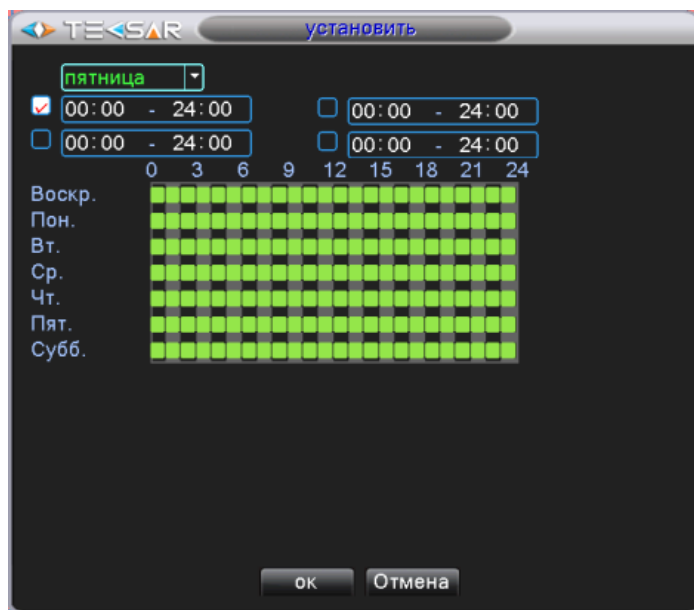 TEKSAR установить
пятница
00:00 - 24:00 00:00 - 24:00
00:00 - 24:00 00:00 - 24:00
0 3 6 9 12 15 18 21 24
Воскр.
Пон.
Вт.
Ср.
Чт.
Пят.
Субб.
ок Отмена